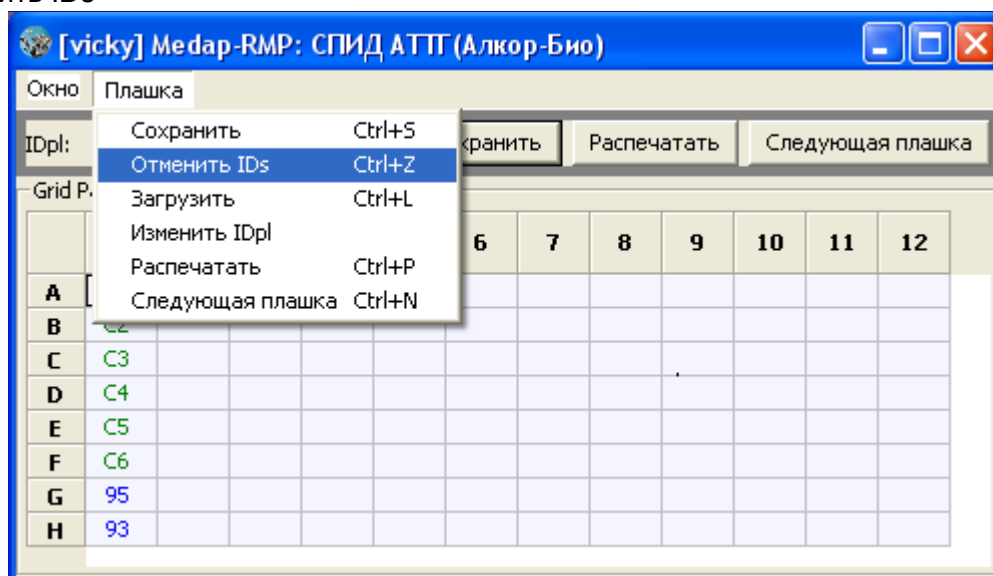 [vicky] Medap-RMP: СПИД АТПГ (Алкор-Био)
Окно Плашка
IDpl: хранить Распечатать Следующая плашка
Сохранить Ctrl+S
Отменить IDs Ctrl+Z
Загрузить Ctrl+L
Изменить IDpl
Распечатать Ctrl+P
Следующая плашка Ctrl+N
Grid P
6 7 8 9 10 11 12
A
B C2
C C3
D C4
E C5
F C6
G 95
H 93